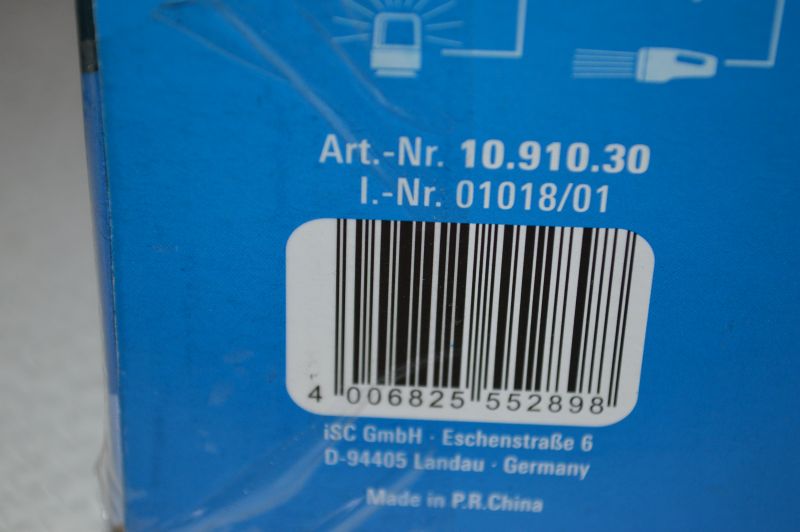 Art.-Nr. 10.910.30
I.-Nr. 01018/01
4 006825 552898
iSC GmbH · Eschenstraße 6
D-94405 Landau · Germany
Made in P.R.China